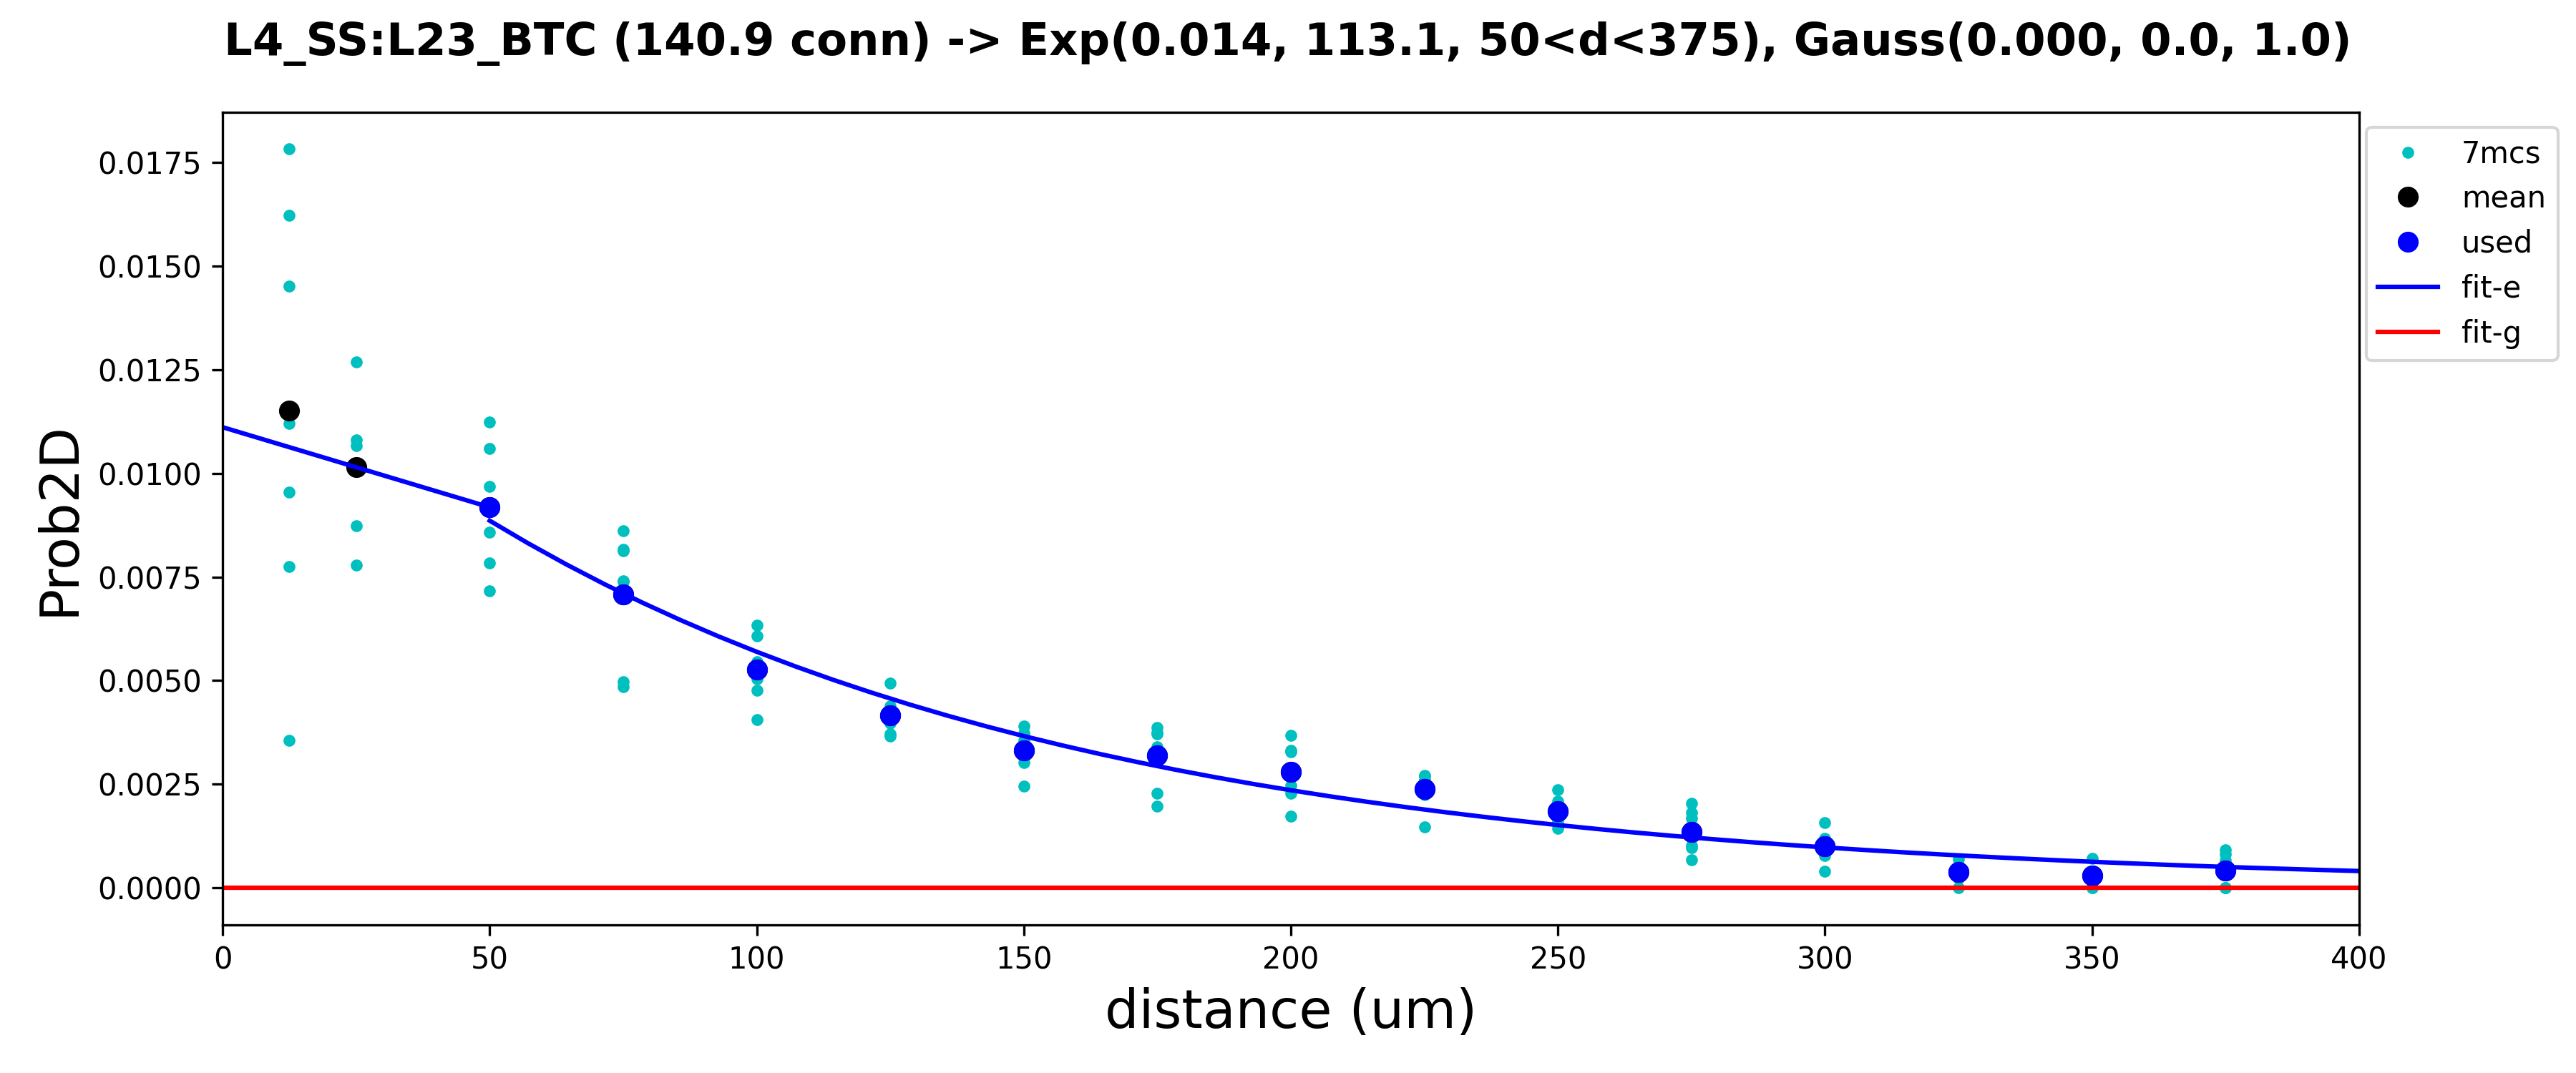 L4_SS:L23_BTC (140.9 conn) -> Exp(0.014, 113.1, 50<d<375), Gauss(0.000, 0.0, 1.0)
7mcs
mean
used
fit-e
fit-g
Prob2D
0.0175
0.0150
0.0125
0.0100
0.0075
0.0050
0.0025
0.0000
0 50 100 150 200 250 300 350 400
distance (um)